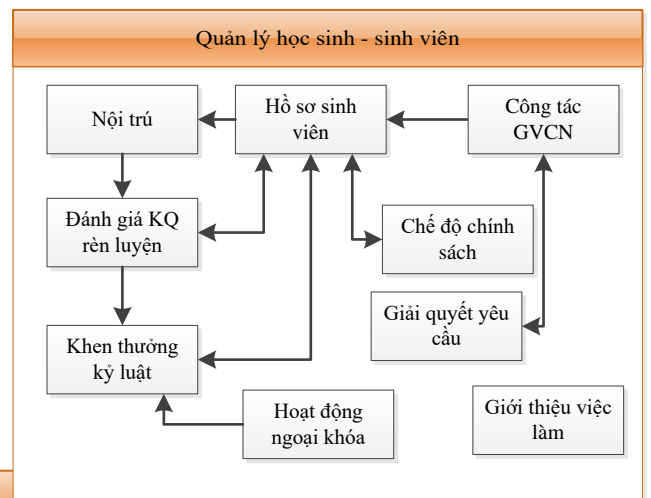 Quản lý học sinh - sinh viên
Nội trú
Hồ sơ sinh
viên
Công tác
GVCN
Đánh giá KQ
rèn luyện
Chế độ chính
sách
Giải quyết yêu
cầu
Khen thưởng
kỷ luật
Hoạt động
ngoại khóa
Giới thiệu việc
làm